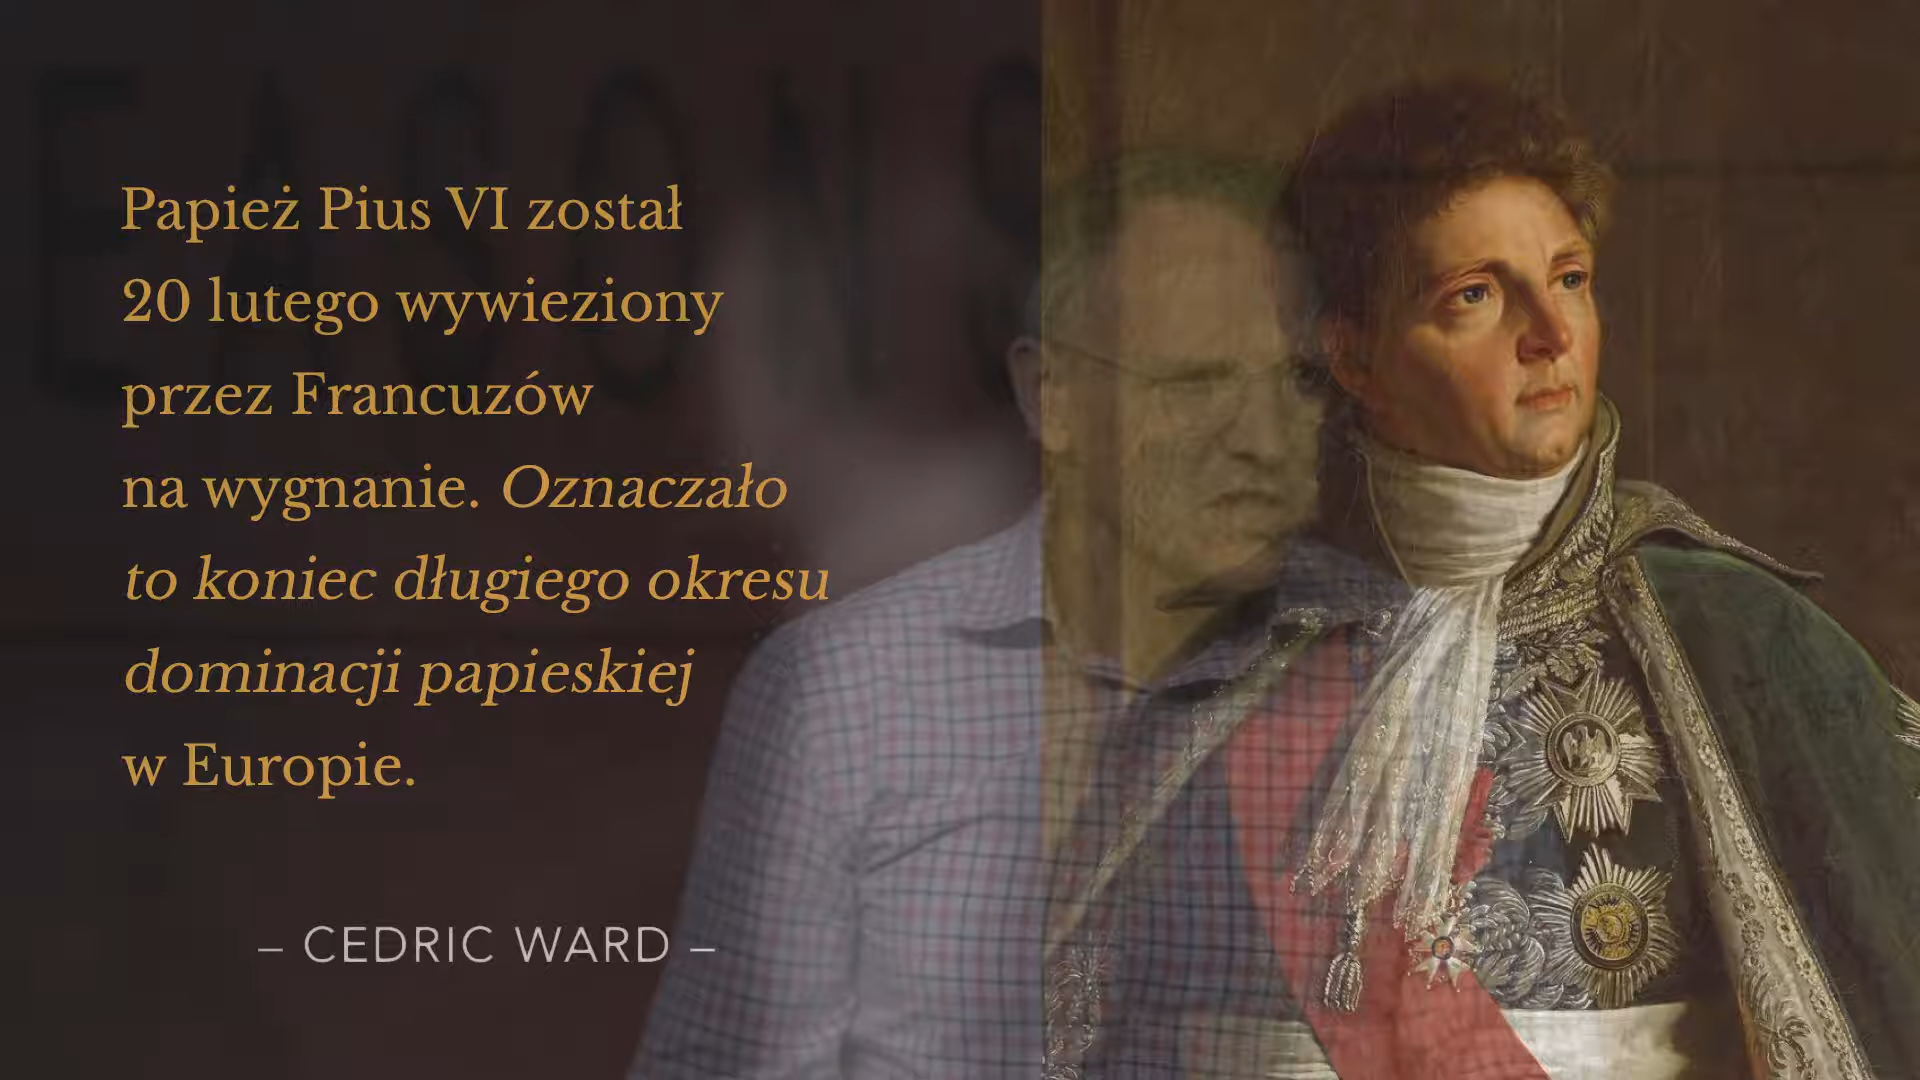 EASONS
Papież Pius VI został
20 lutego wywieziony
przez Francuzów
na wygnanie. Oznaczało
to koniec długiego okresu
dominacji papieskiej
w Europie.
– CEDRIC WARD –